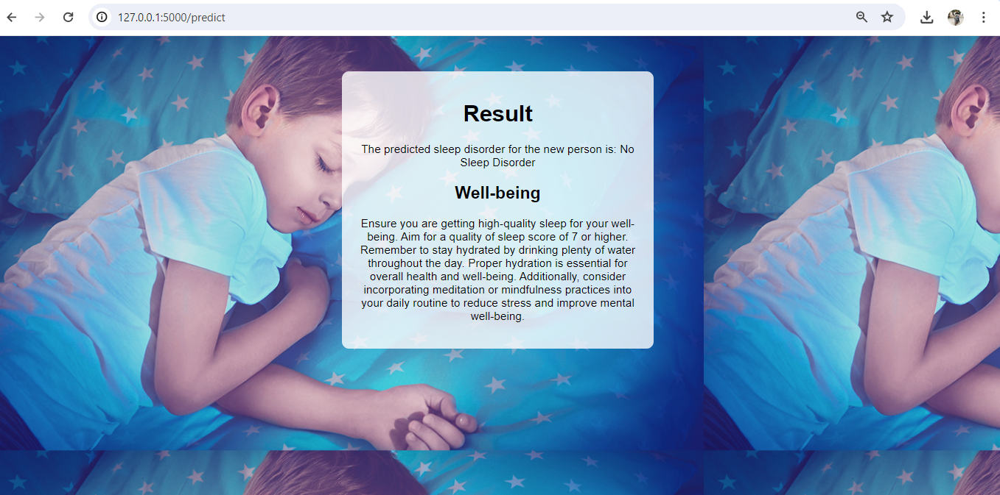 127.0.0.1:5000/predict
Result
The predicted sleep disorder for the new person is: No
Sleep Disorder
Well-being
Ensure you are getting high-quality sleep for your well-
being. Aim for a quality of sleep score of 7 or higher.
Remember to stay hydrated by drinking plenty of water
throughout the day. Proper hydration is essential for
overall health and well-being. Additionally, consider
incorporating meditation or mindfulness practices into
your daily routine to reduce stress and improve mental
well-being.